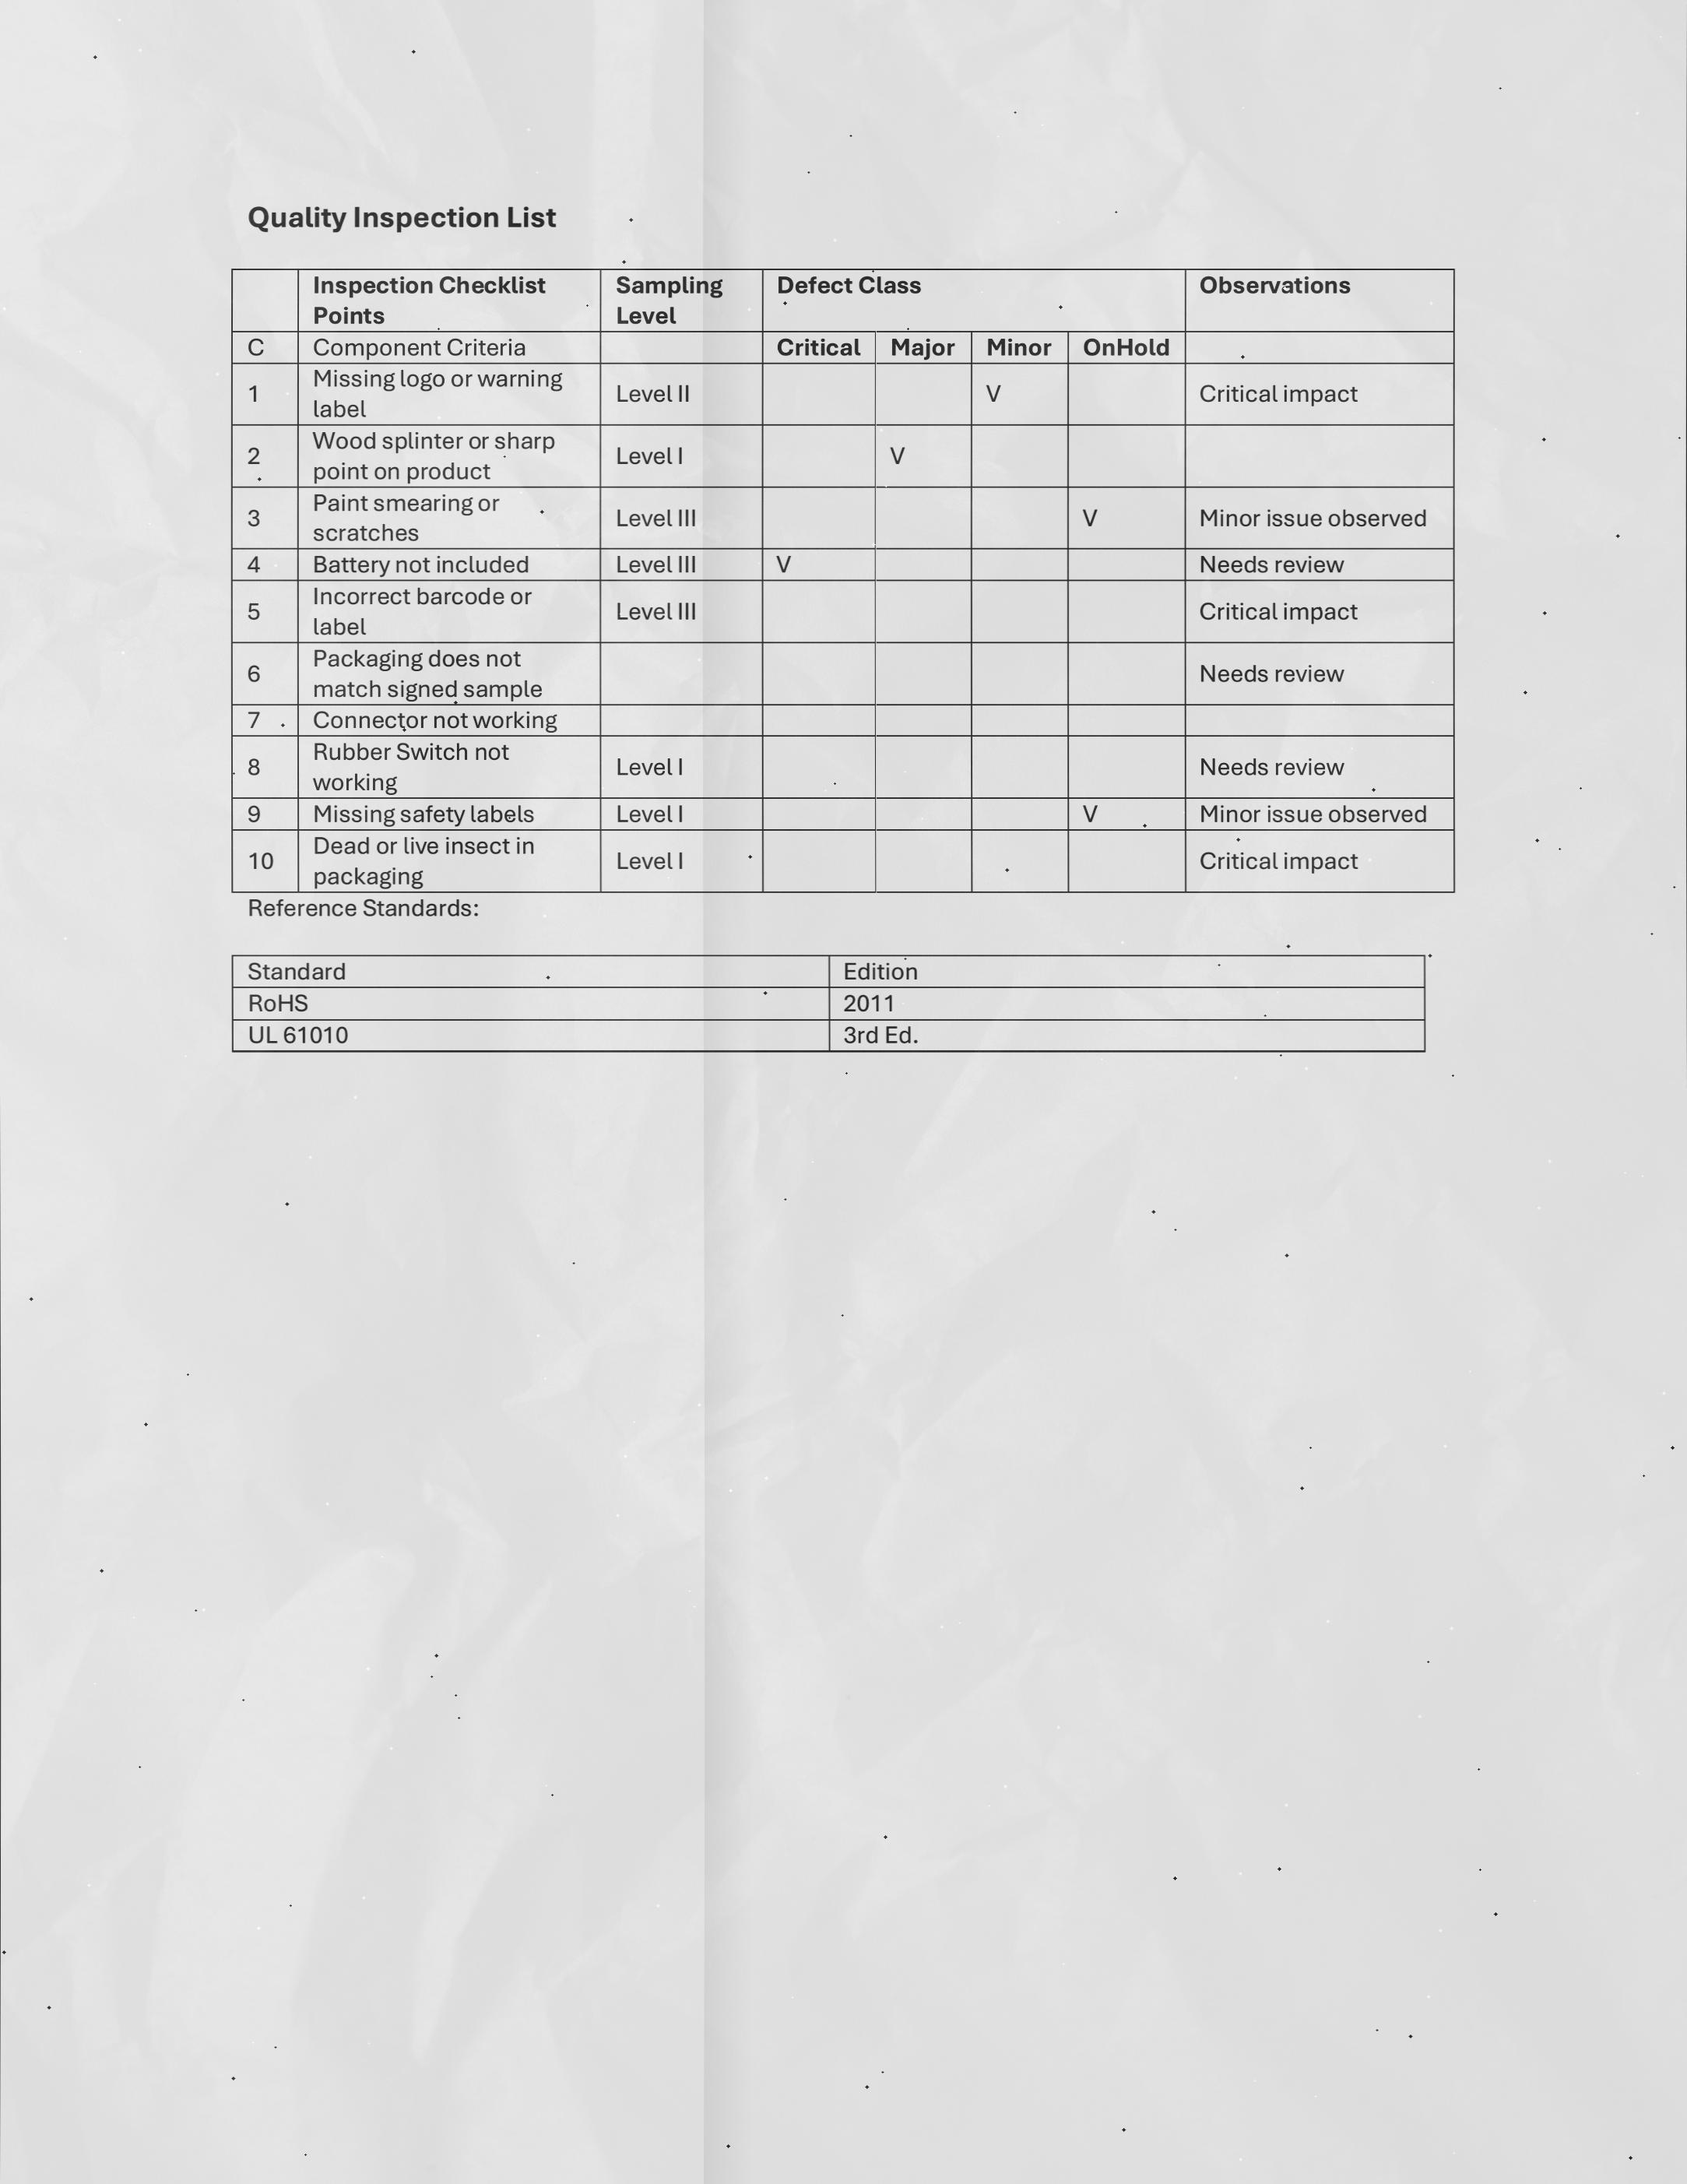 Quality Inspection List
Inspection Checklist Points Sampling Level Defect Class Observations
C Component Criteria Critical Major Minor OnHold
1 Missing logo or warning label Level II V Critical impact
2 Wood splinter or sharp point on product Level I V
3 Paint smearing or scratches Level III V Minor issue observed
4 Battery not included Level III V Needs review
5 Incorrect barcode or label Level III Critical impact
6 Packaging does not match signed sample Needs review
7 Connector not working
8 Rubber Switch not working Level I Needs review
9 Missing safety labels Level I V Minor issue observed
10 Dead or live insect in packaging Level I Critical impact
Reference Standards:
Standard Edition
RoHS 2011
UL 61010 3rd Ed.